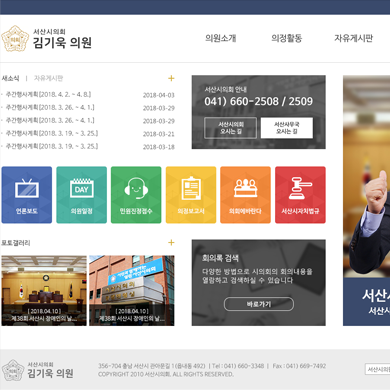 서산시의회
김기욱 의원
의원소개 의정활동 자유게시판
새소식 | 자유게시판 +
· 주간행사계획[2018. 4. 2. ~ 4. 8.] 2018-04-03
· 주간행사계획[2018. 3. 26. ~ 4. 1.] 2018-03-29
· 주간행사계획[2018. 3. 26. ~ 4. 1.] 2018-03-29
· 주간행사계획[2018. 3. 19. ~ 3. 25.] 2018-03-21
· 주간행사계획[2018. 3. 19. ~ 3. 25.] 2018-03-18
서산시의회 안내
041) 660-2508 / 2509
서산시의회
오시는 길
서산사무국
오시는 길
언론보도
DAY
의원일정
민원진정접수
의정보고서
의회에바란다
서산시자치법규
포토갤러리 +
[ 2018.04.10 ]
제38회 서산시 장애인의 날...
[ 2018.04.10 ]
제38회 서산시 장애인의 날...
회의록 검색
다양한 방법으로 시의회의 회의내용을
열람하고 검색하실 수 있습니다
바로가기
서산시
서산시의회
김기욱 의원
356-704 충남 서산시 관아문길 1 (읍내동 492) | Tel : 041) 660-3348 | Fax : 041) 669-7492
COPYRIGHT 2010 서산시의회, ALL RIGHTS RESERVED.